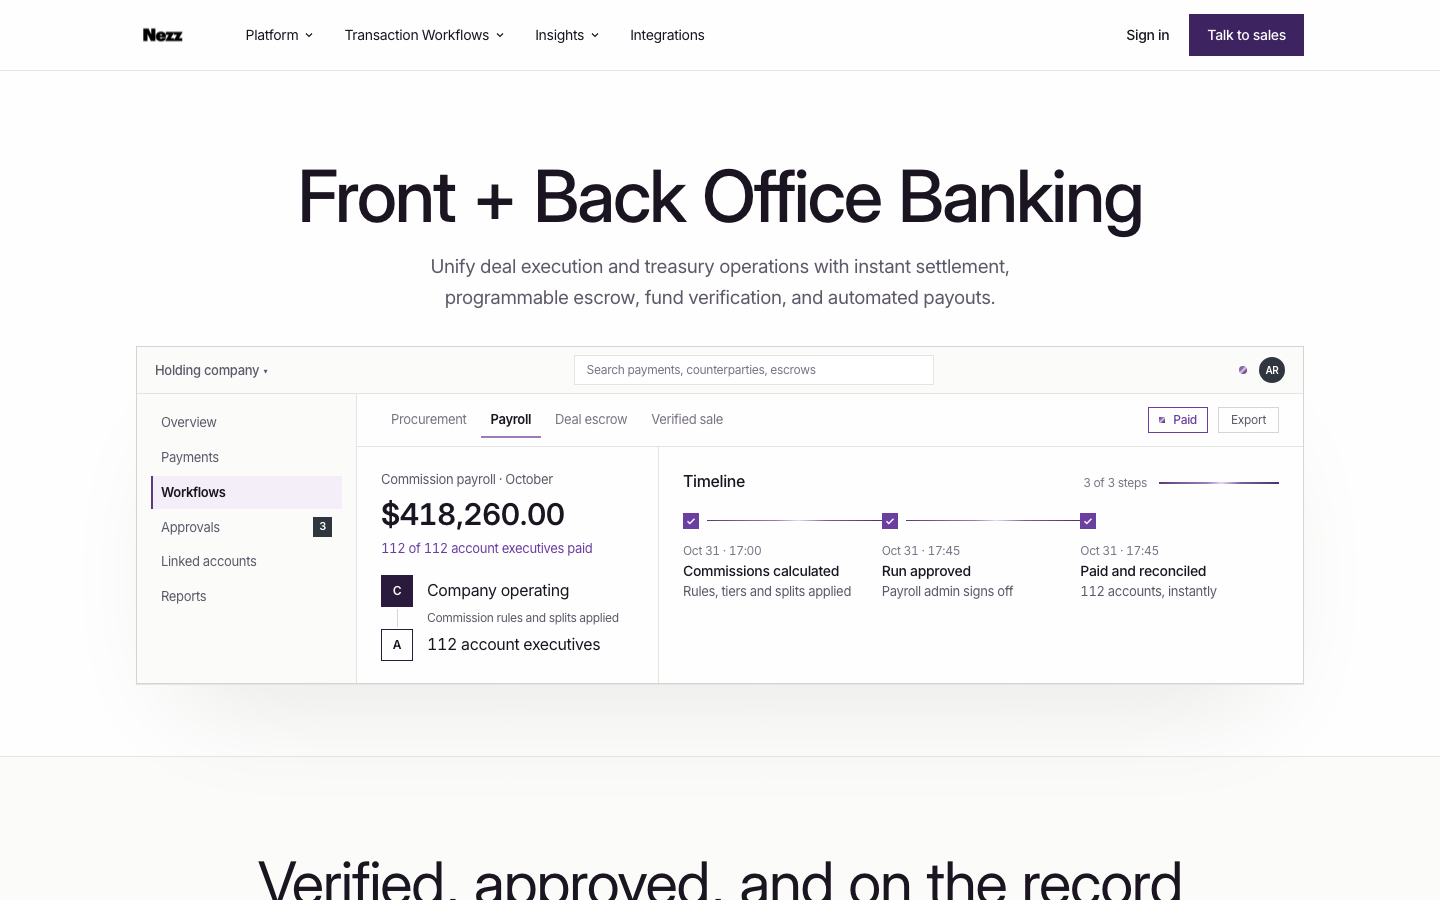 Nezz
Platform
Transaction Workflows
Insights
Integrations
Sign in
Talk to sales
Front + Back Office Banking
Unify deal execution and treasury operations with instant settlement,
programmable escrow, fund verification, and automated payouts.
Holding company ▾
Search payments, counterparties, escrows
AR
Overview
Payments
Workflows
Approvals
3
Linked accounts
Reports
Procurement
Payroll
Deal escrow
Verified sale
Paid
Export
Commission payroll · October
$418,260.00
112 of 112 account executives paid
C
Company operating
Commission rules and splits applied
A
112 account executives
Timeline
3 of 3 steps
Oct 31 · 17:00
Commissions calculated
Rules, tiers and splits applied
Oct 31 · 17:45
Run approved
Payroll admin signs off
Oct 31 · 17:45
Paid and reconciled
112 accounts, instantly
Verified, approved, and on the record